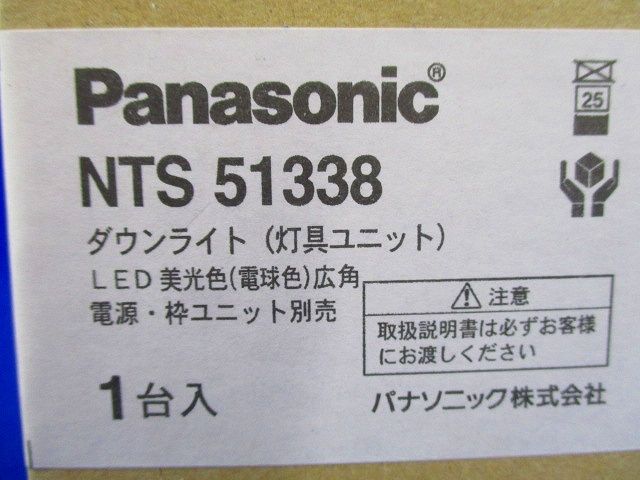 Panasonic®
NTS 51338
ダウンライト（灯具ユニット）
LED 美光色(電球色)広角
電源・枠ユニット別売
1台入
25
⚠ 注意
取扱説明書は必ずお客様
にお渡しください
パナソニック株式会社